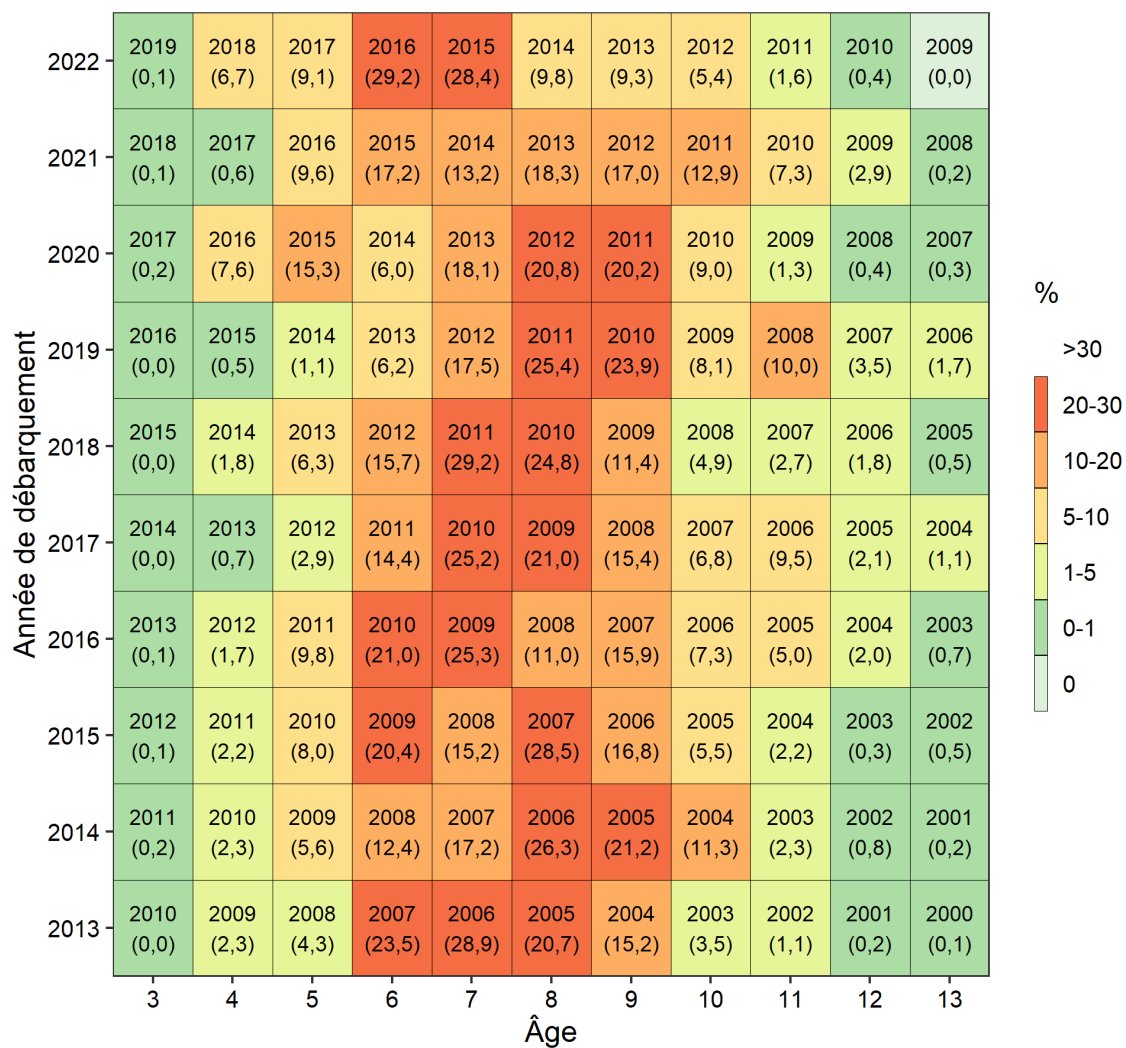 2022
2019 2018 2017 2016 2015 2014 2013 2012 2011 2010 2009
(0,1) (6,7) (9,1) (29,2) (28,4) (9,8) (9,3) (5,4) (1,6) (0,4) (0,0)
2021
2018 2017 2016 2015 2014 2013 2012 2011 2010 2009 2008
(0,1) (0,6) (9,6) (17,2) (13,2) (18,3) (17,0) (12,9) (7,3) (2,9) (0,2)
2020
2017 2016 2015 2014 2013 2012 2011 2010 2009 2008 2007
(0,2) (7,6) (15,3) (6,0) (18,1) (20,8) (20,2) (9,0) (1,3) (0,4) (0,3)
2019
2016 2015 2014 2013 2012 2011 2010 2009 2008 2007 2006
(0,0) (0,5) (1,1) (6,2) (17,5) (25,4) (23,9) (8,1) (10,0) (3,5) (1,7)
2018
2015 2014 2013 2012 2011 2010 2009 2008 2007 2006 2005
(0,0) (1,8) (6,3) (15,7) (29,2) (24,8) (11,4) (4,9) (2,7) (1,8) (0,5)
2017
2014 2013 2012 2011 2010 2009 2008 2007 2006 2005 2004
(0,0) (0,7) (2,9) (14,4) (25,2) (21,0) (15,4) (6,8) (9,5) (2,1) (1,1)
2016
2013 2012 2011 2010 2009 2008 2007 2006 2005 2004 2003
(0,1) (1,7) (9,8) (21,0) (25,3) (11,0) (15,9) (7,3) (5,0) (2,0) (0,7)
2015
2012 2011 2010 2009 2008 2007 2006 2005 2004 2003 2002
(0,1) (2,2) (8,0) (20,4) (15,2) (28,5) (16,8) (5,5) (2,2) (0,3) (0,5)
2014
2011 2010 2009 2008 2007 2006 2005 2004 2003 2002 2001
(0,2) (2,3) (5,6) (12,4) (17,2) (26,3) (21,2) (11,3) (2,3) (0,8) (0,2)
2013
2010 2009 2008 2007 2006 2005 2004 2003 2002 2001 2000
(0,0) (2,3) (4,3) (23,5) (28,9) (20,7) (15,2) (3,5) (1,1) (0,2) (0,1)
3 4 5 6 7 8 9 10 11 12 13
Âge
Année de débarquement
%
>30
20-30
10-20
5-10
1-5
0-1
0